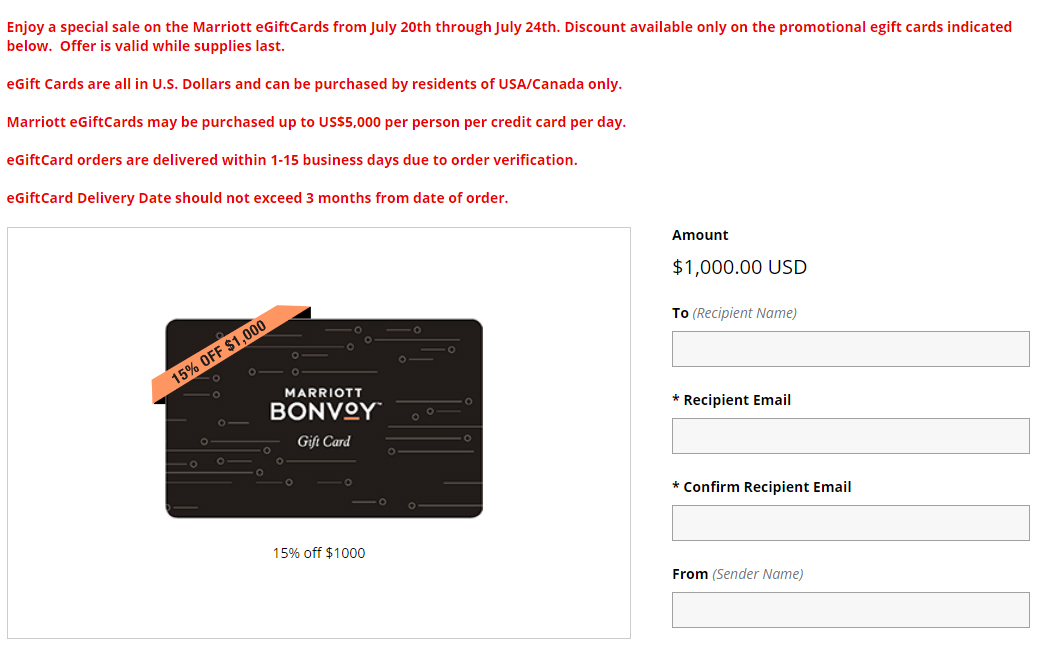 Enjoy a special sale on the Marriott eGiftCards from July 20th through July 24th. Discount available only on the promotional egift cards indicated
below.  Offer is valid while supplies last.
eGift Cards are all in U.S. Dollars and can be purchased by residents of USA/Canada only.
Marriott eGiftCards may be purchased up to US$5,000 per person per credit card per day.
eGiftCard orders are delivered within 1-15 business days due to order verification.
eGiftCard Delivery Date should not exceed 3 months from date of order.
15% OFF $1,000
MARRIOTT
BONVOY™
Gift Card
15% off $1000
Amount
$1,000.00 USD
To (Recipient Name)
* Recipient Email
* Confirm Recipient Email
From (Sender Name)